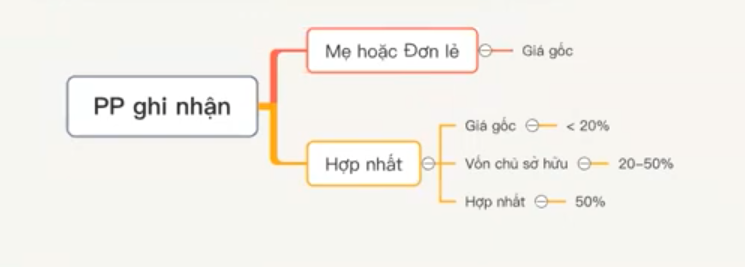 PP ghi nhận
Mẹ hoặc Đơn lẻ
Giá gốc
Hợp nhất
Giá gốc
< 20%
Vốn chủ sở hữu
20–50%
Hợp nhất
50%